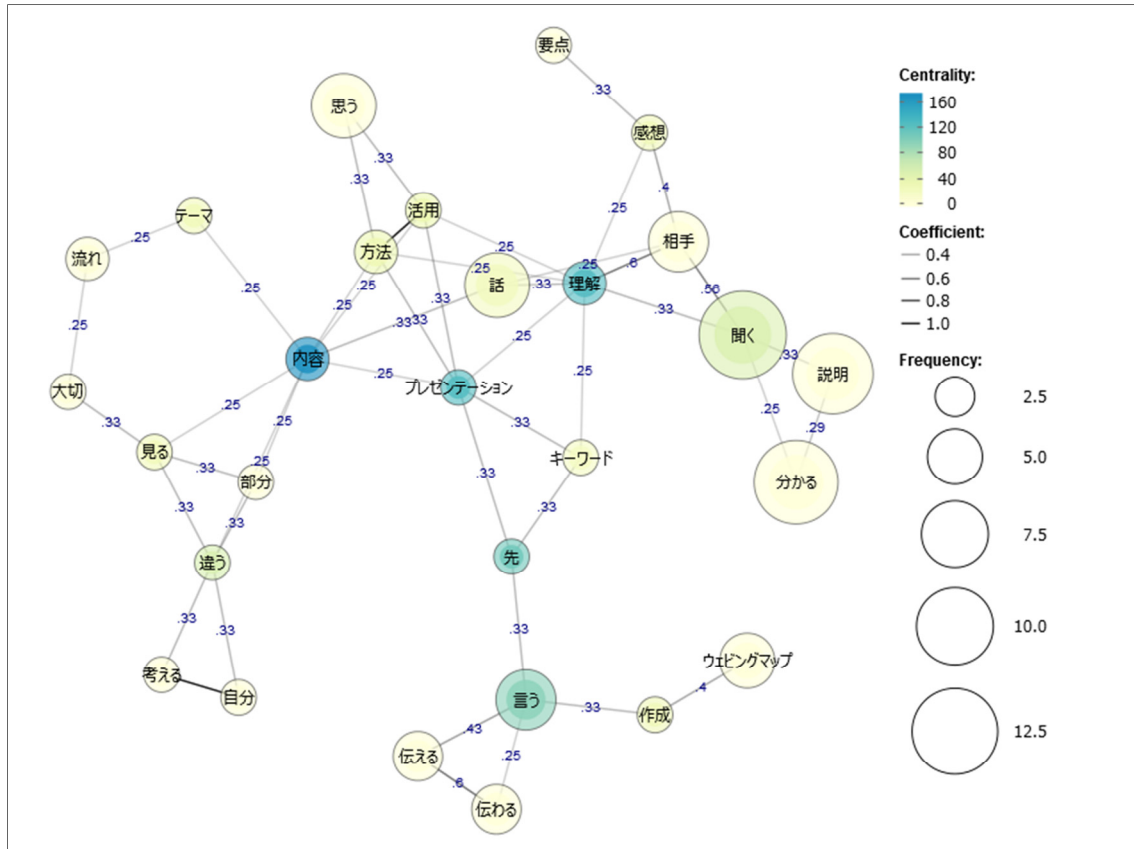 要点
.33
思う
感想
.33
.33
.4
.25
テーマ
活用
流れ
.25
方法
相手
.25
.25
.25
.6
話
.33
理解
.25
.33
.56
.25
.25
.33
.25
.33
.33
聞く
内容
.25
.25
プレゼンテーション
.33
説明
大切
.25
.25
.25
.33
.25
.29
.33
見る
.25
.33
部分
キーワード
分かる
.33
.33
.33
.33
違う
先
.33
.33
.33
考える
自分
ウェビングマップ
.4
言う
.33
作成
.43
.25
伝える
.6
伝わる
Centrality:
160
120
80
40
0
Coefficient:
0.4
0.6
0.8
1.0
Frequency:
2.5
5.0
7.5
10.0
12.5